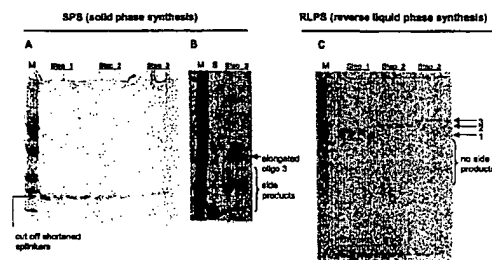 SPS (solid phase synthesis)
RLPS (reverse liquid phase synthesis)
A
B
C
M Step 1 Step 2 Step 3
M S Step 3
M Step 1 Step 2 Step 3
elongated
oligo 3
side
products
cut off shortened
splinkers
3
2
1
no side
products